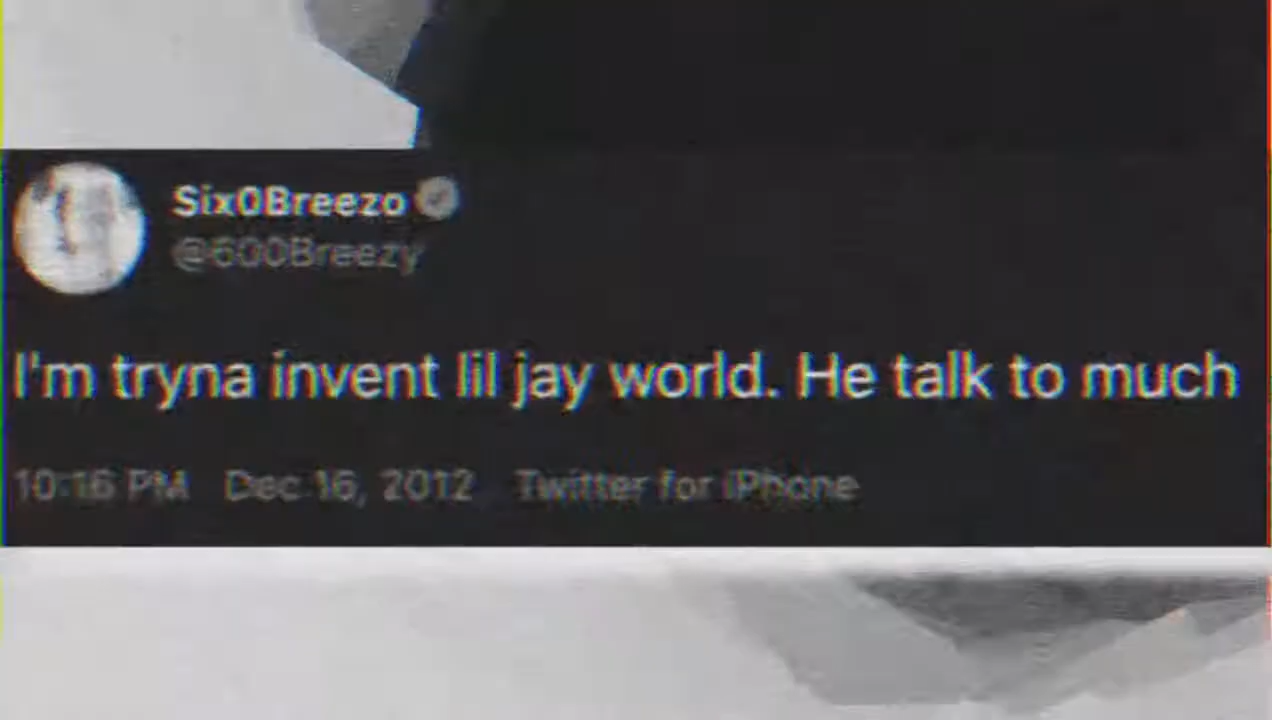 Six0Breezo
@600Breezy
I'm tryna invent lil jay world. He talk to much
10:16 PM Dec 16, 2012 Twitter for iPhone